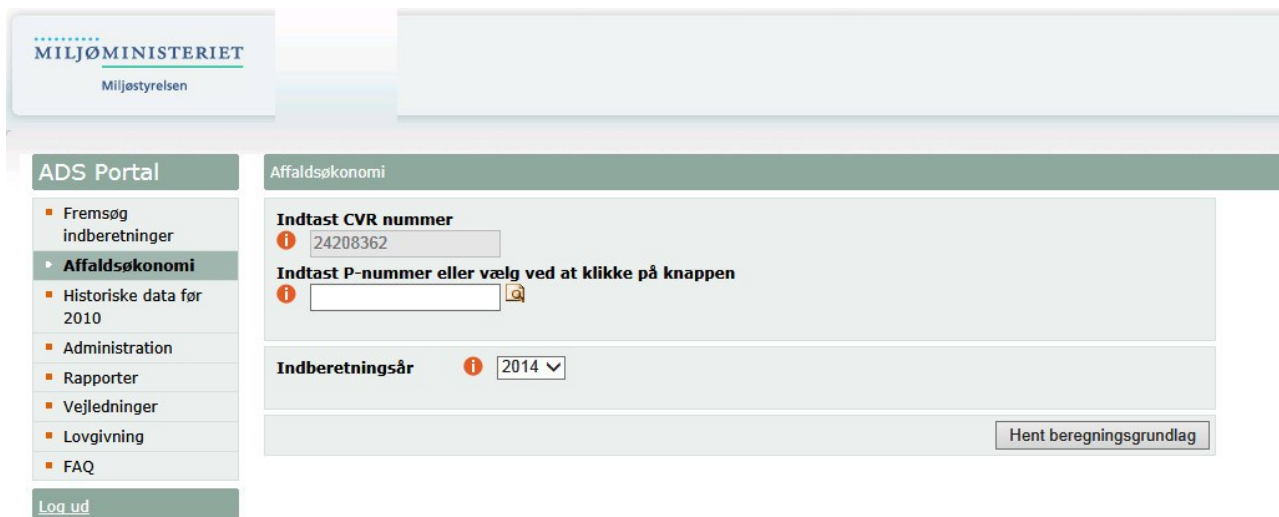 MILJØMINISTERIET
Miljøstyrelsen
ADS Portal
Fremsøg
indberetninger
Affaldsøkonomi
Historiske data før
2010
Administration
Rapporter
Vejledninger
Lovgivning
FAQ
Log ud
Affaldsøkonomi
Indtast CVR nummer
24208362
Indtast P-nummer eller vælg ved at klikke på knappen
Indberetningsår 2014
Hent beregningsgrundlag